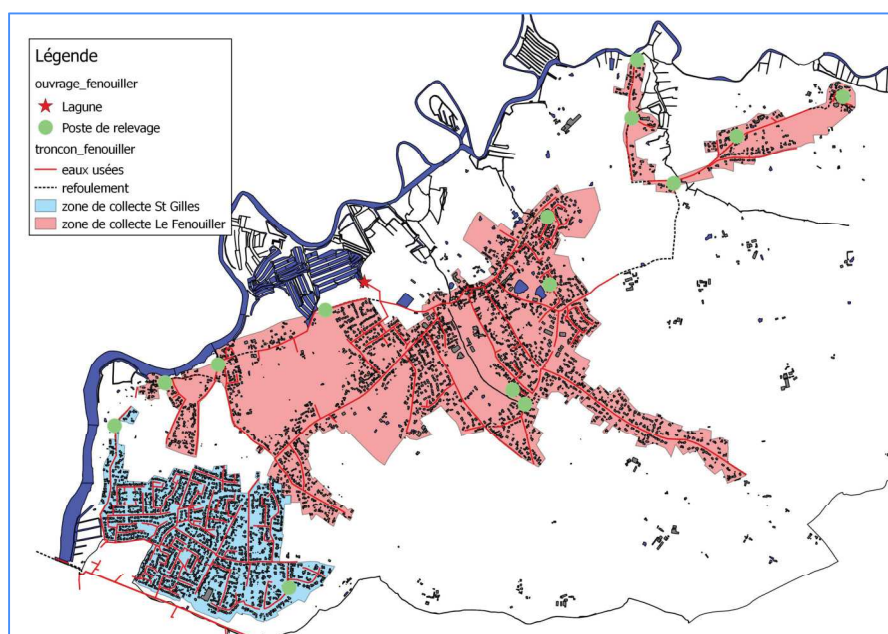 Légende
ouvrage_fenouiller
Lagune
Poste de relevage
troncon_fenouiller
eaux usées
refoulement
zone de collecte St Gilles
zone de collecte Le Fenouiller